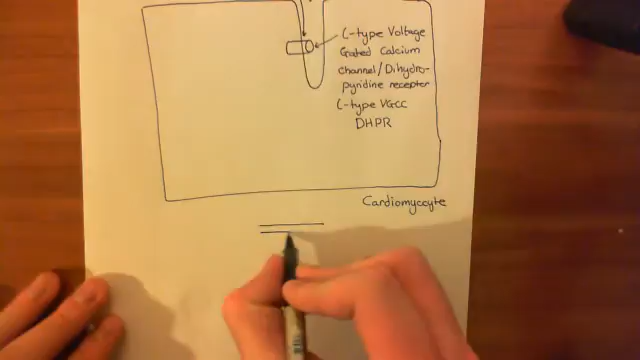 L-type Voltage
Gated Calcium
channel/Dihydro-
pyridine receptor
L-type VGCC
DHPR
Cardiomyocyte